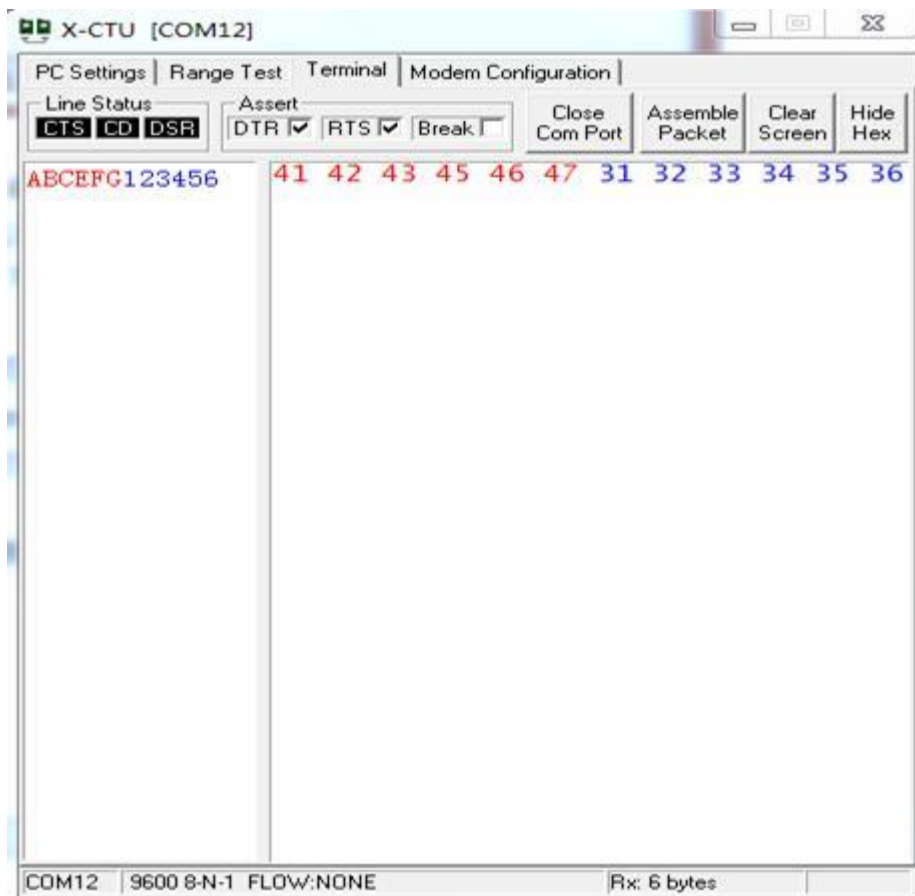 X-CTU [COM12]
PC Settings Range Test Terminal Modem Configuration
Line Status
CTS CD DSR
Assert
DTR RTS Break
Close
Com Port
Assemble
Packet
Clear
Screen
Hide
Hex
ABCEFG123456
41 42 43 45 46 47 31 32 33 34 35 36
COM12 9600 8-N-1 FLOW:NONE Rx: 6 bytes